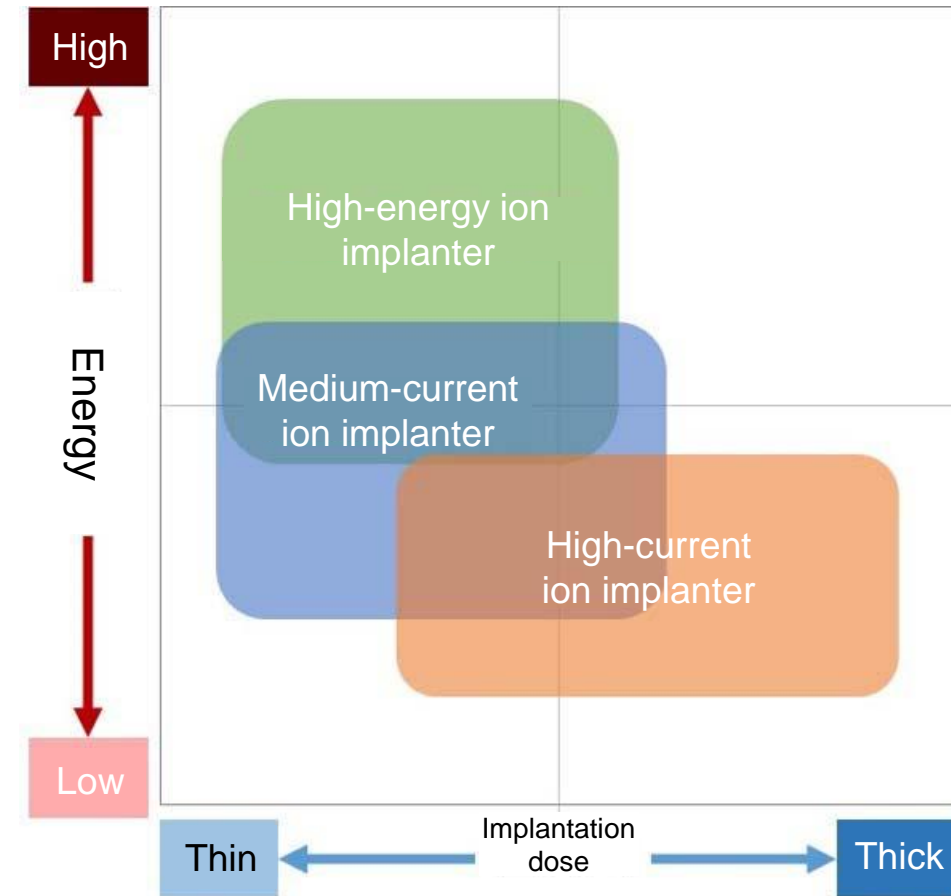 High
High-energy ion
implanter
Energy
Medium-current
ion implanter
High-current
ion implanter
Low
Thin
Implantation
dose
Thick